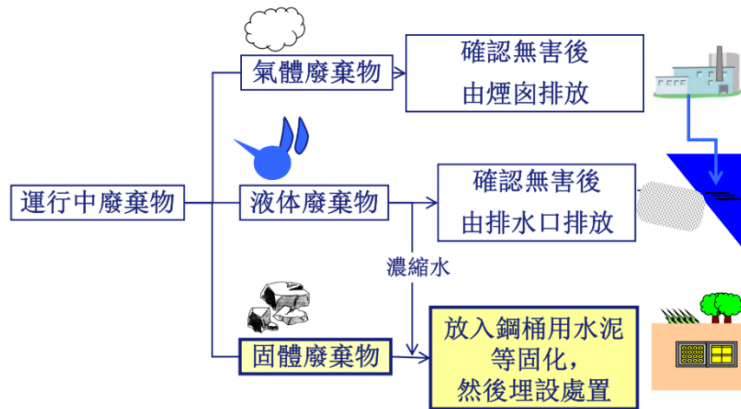 氣體廢棄物
確認無害後
由煙囪排放
運行中廢棄物
液体廢棄物
確認無害後
由排水口排放
濃縮水
固體廢棄物
放入鋼桶用水泥
等固化，
然後埋設處置